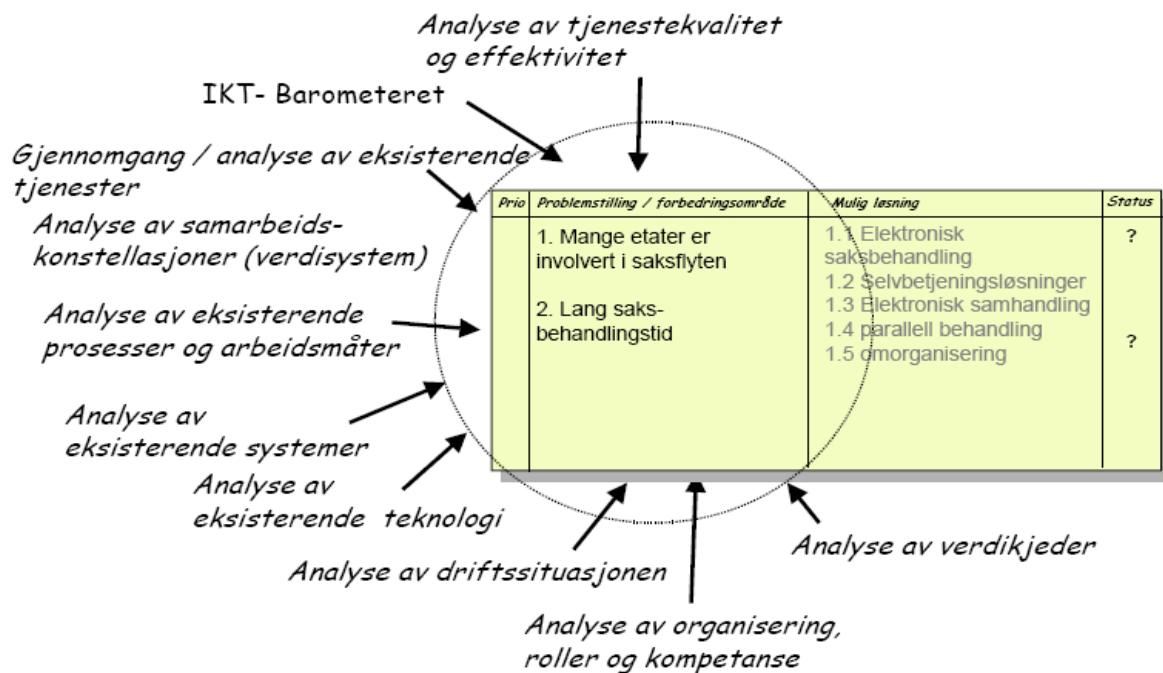 Analyse av tjenestekvalitet
og effektivitet
IKT- Barometeret
Gjennomgang / analyse av eksisterende
tjenester
Analyse av samarbeids-
konstellasjoner (verdisystem)
Analyse av eksisterende
prosesser og arbeidsmåter
Analyse av
eksisterende systemer
Analyse av
eksisterende teknologi
Analyse av driftssituasjonen
Analyse av organisering,
roller og kompetanse
Analyse av verdikjeder
Prio Problemstilling / forbedringsområde Mulig løsning Status
1. Mange etater er
involvert i saksflyten
2. Lang saks-
behandlingstid
1.1 Elektronisk
saksbehandling
1.2 Selvbetjeningsløsninger
1.3 Elektronisk samhandling
1.4 parallell behandling
1.5 omorganisering
?
?